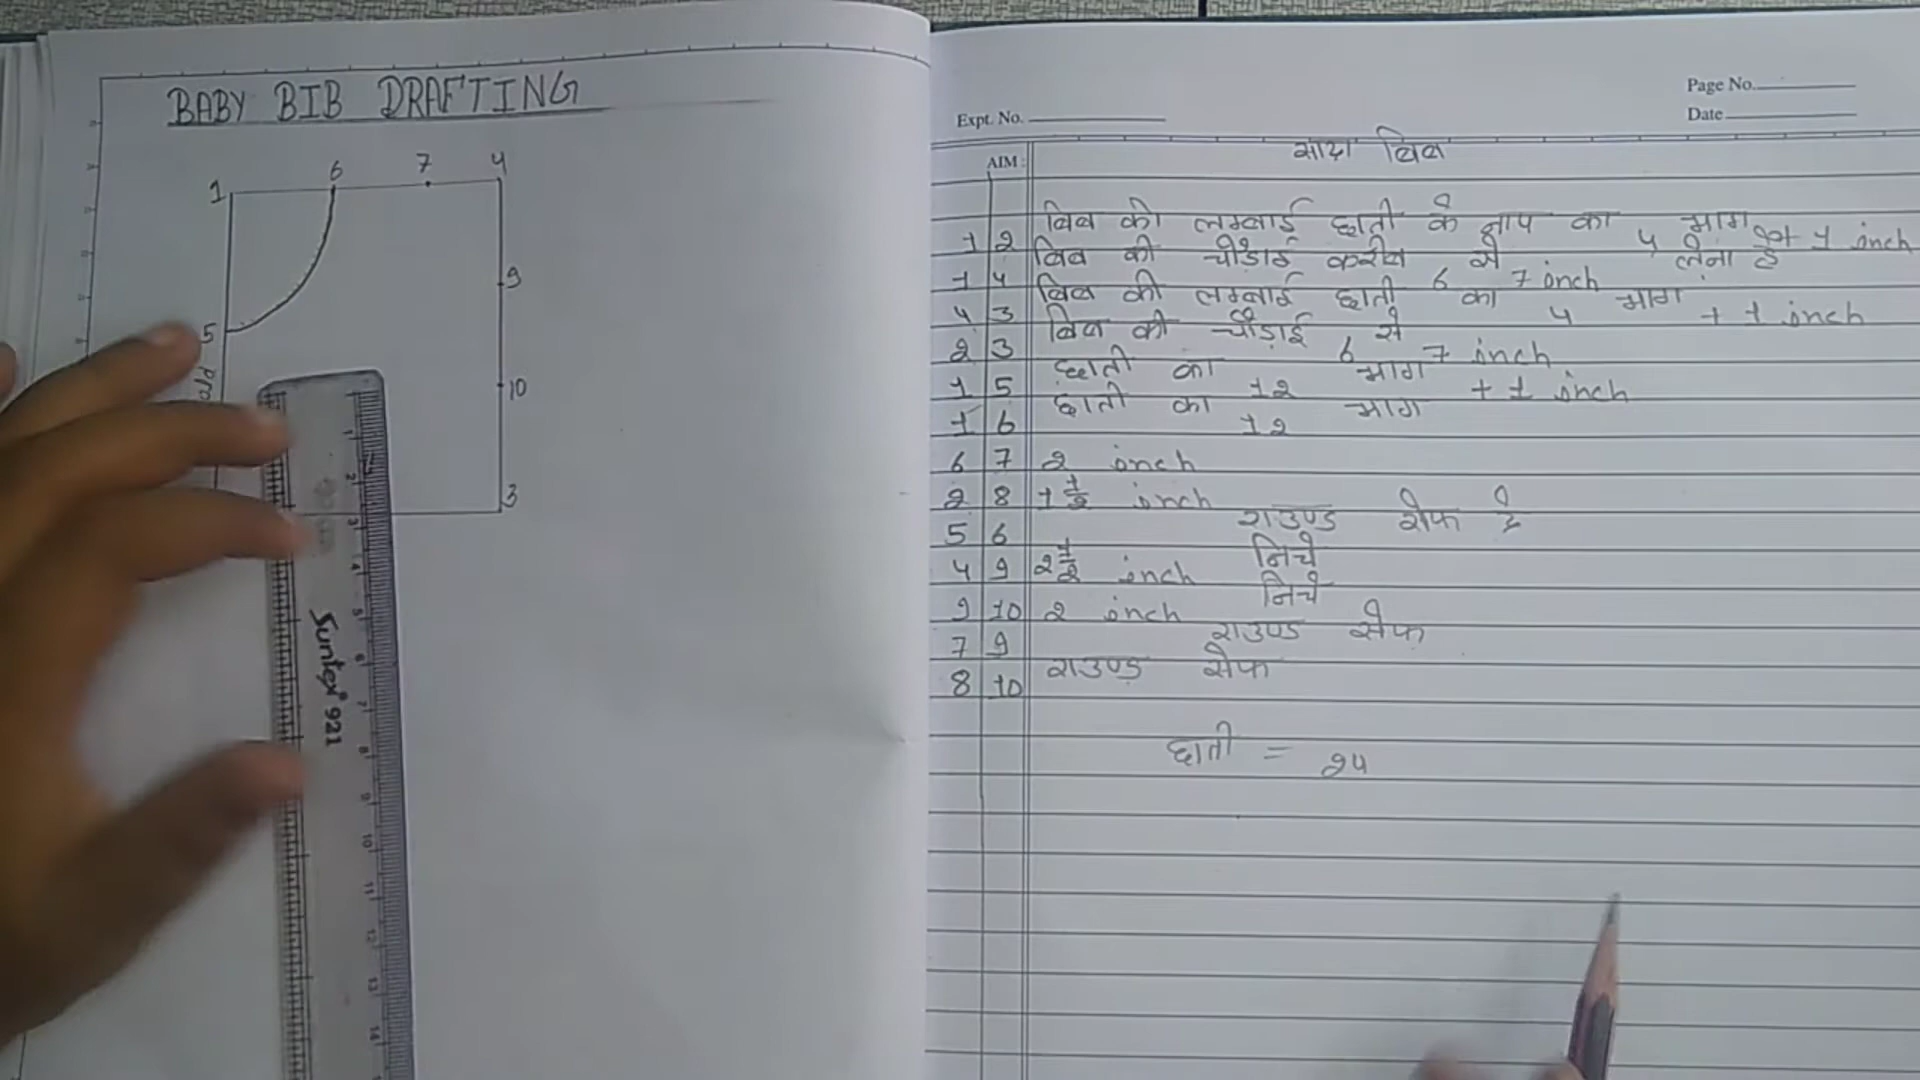 BABY BIB DRAFTING
1 6 7 4
9
5
10
3
Suntex® 921
Page No.
Expt. No.
Date
AIM :
सादा बिब
1 2 बिब की लम्बाई छाती के नाप का 4 भाग 1 inch
1 4 बिब की चौड़ाई करीब 6 से 7 inch लेना है
4 3 बिब की लम्बाई छाती का 4 भाग + 1 inch
2 3 बिब की चौड़ाई 6 से 7 inch
1 5 छाती का 12 भाग + 1 inch
1 6 छाती का 12 भाग
6 7 2 inch
2 8 1 1/2 inch
5 6 राउण्ड शेफ दे
4 9 2 1/2 inch निचे
9 10 2 inch निचे
7 9 राउण्ड सेफ
8 10 राउण्ड सेफ
छाती = 24